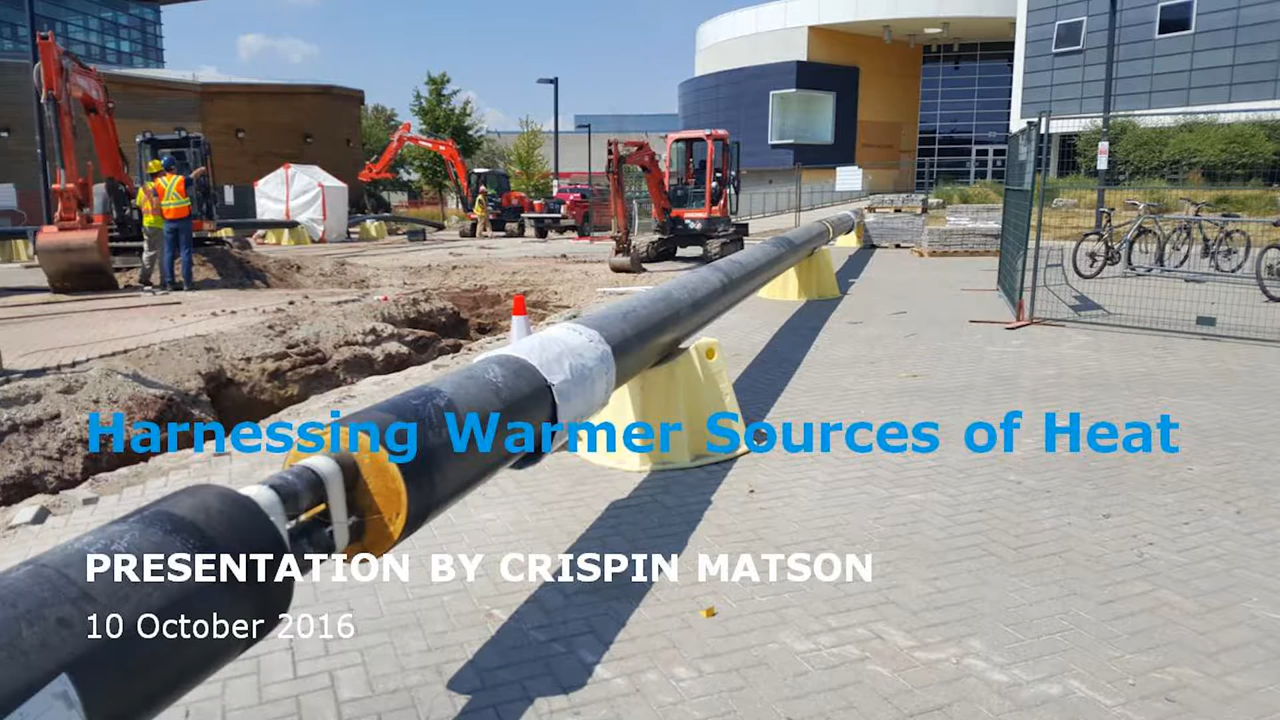 Harnessing Warmer Sources of Heat
PRESENTATION BY CRISPIN MATSON
10 October 2016